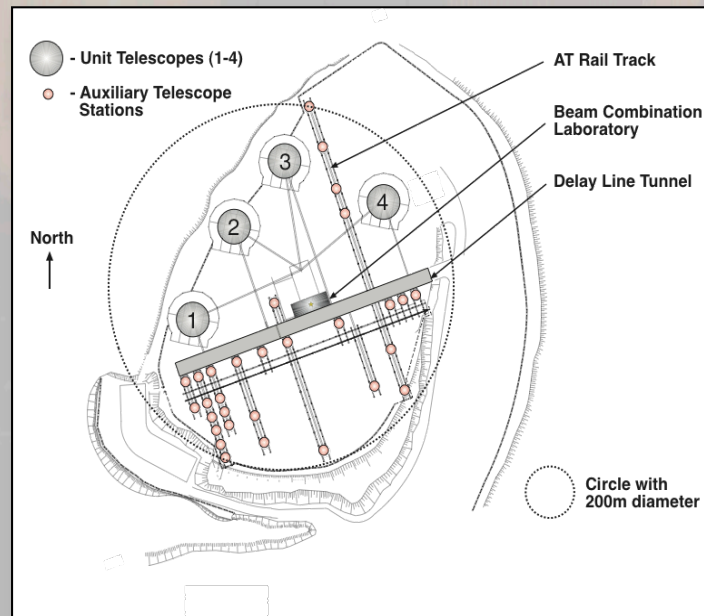 - Unit Telescopes (1-4)
- Auxiliary Telescope
Stations
AT Rail Track
Beam Combination
Laboratory
Delay Line Tunnel
North
3
4
2
1
Circle with
200m diameter